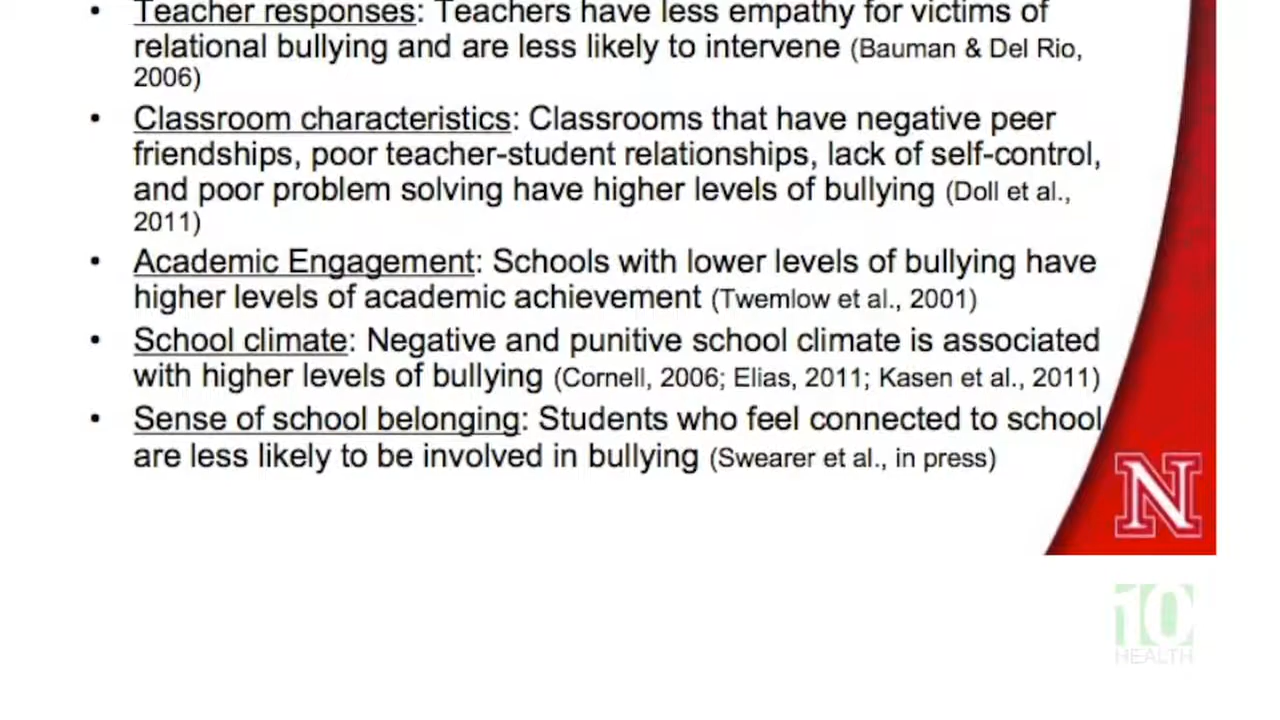 • Teacher responses: Teachers have less empathy for victims of
relational bullying and are less likely to intervene (Bauman & Del Rio,
2006)
• Classroom characteristics: Classrooms that have negative peer
friendships, poor teacher-student relationships, lack of self-control,
and poor problem solving have higher levels of bullying (Doll et al.,
2011)
• Academic Engagement: Schools with lower levels of bullying have
higher levels of academic achievement (Twemlow et al., 2001)
• School climate: Negative and punitive school climate is associated
with higher levels of bullying (Cornell, 2006; Elias, 2011; Kasen et al., 2011)
• Sense of school belonging: Students who feel connected to school
are less likely to be involved in bullying (Swearer et al., in press)
N
10
HEALTH